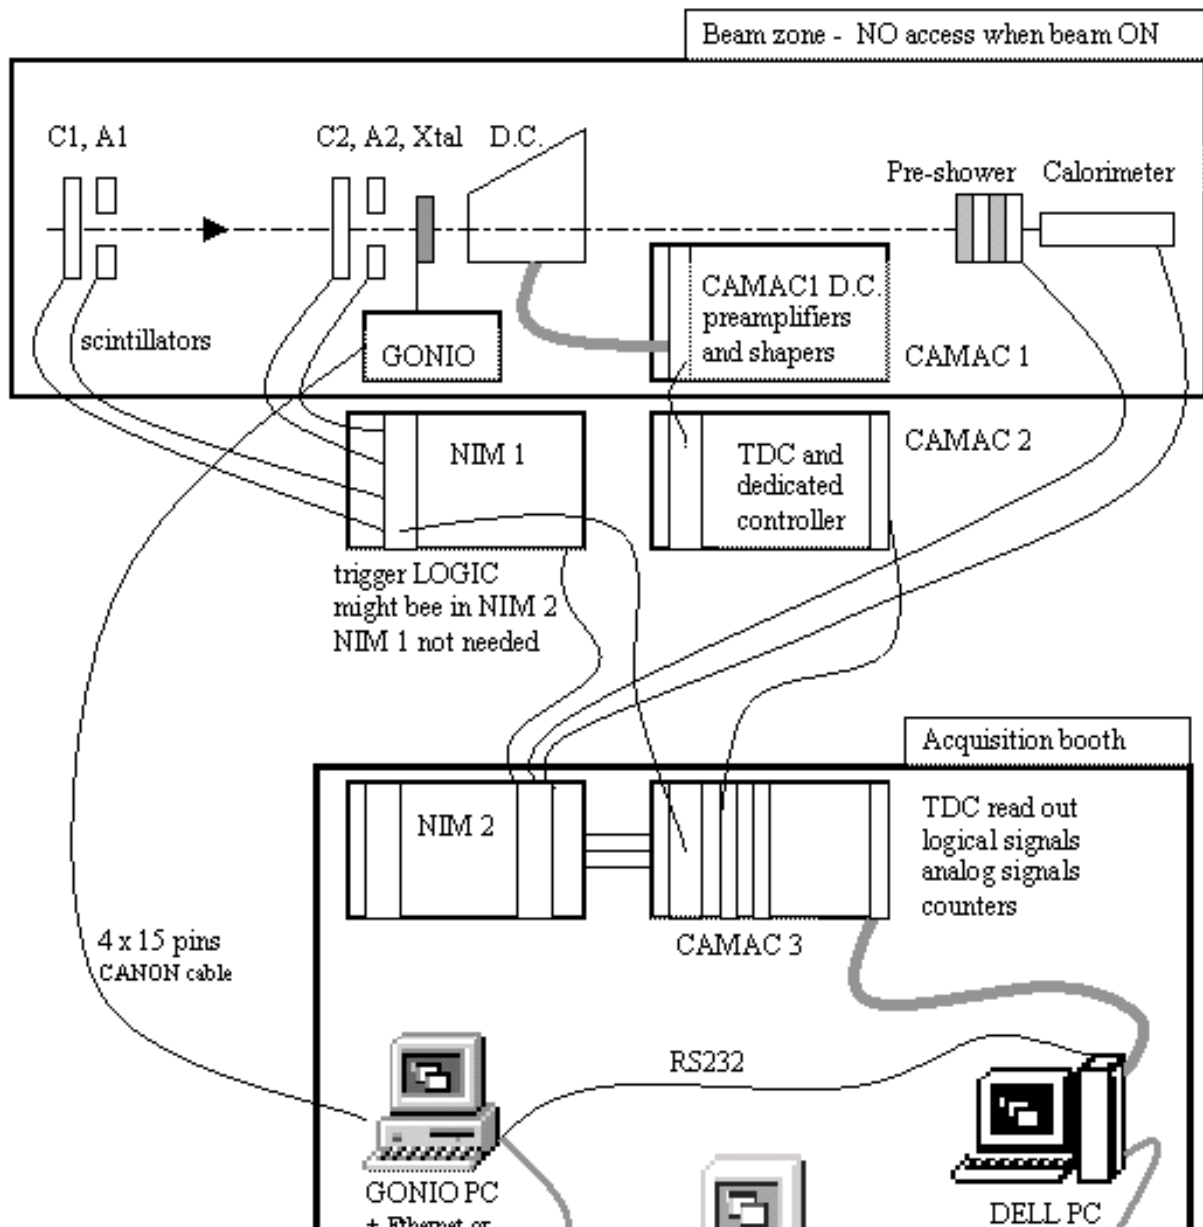 Beam zone - NO access when beam ON
C1, A1
C2, A2, Xtal D.C.
Pre-shower Calorimeter
scintillators
GONIO
CAMAC1 D.C.
preamplifiers
and shapers
CAMAC 1
NIM 1
TDC and
dedicated
controller
CAMAC 2
trigger LOGIC
might bee in NIM 2
NIM 1 not needed
Acquisition booth
NIM 2
CAMAC 3
TDC read out
logical signals
analog signals
counters
4 x 15 pins
CANON cable
RS232
GONIO PC
+ Ethernet or
DELL PC